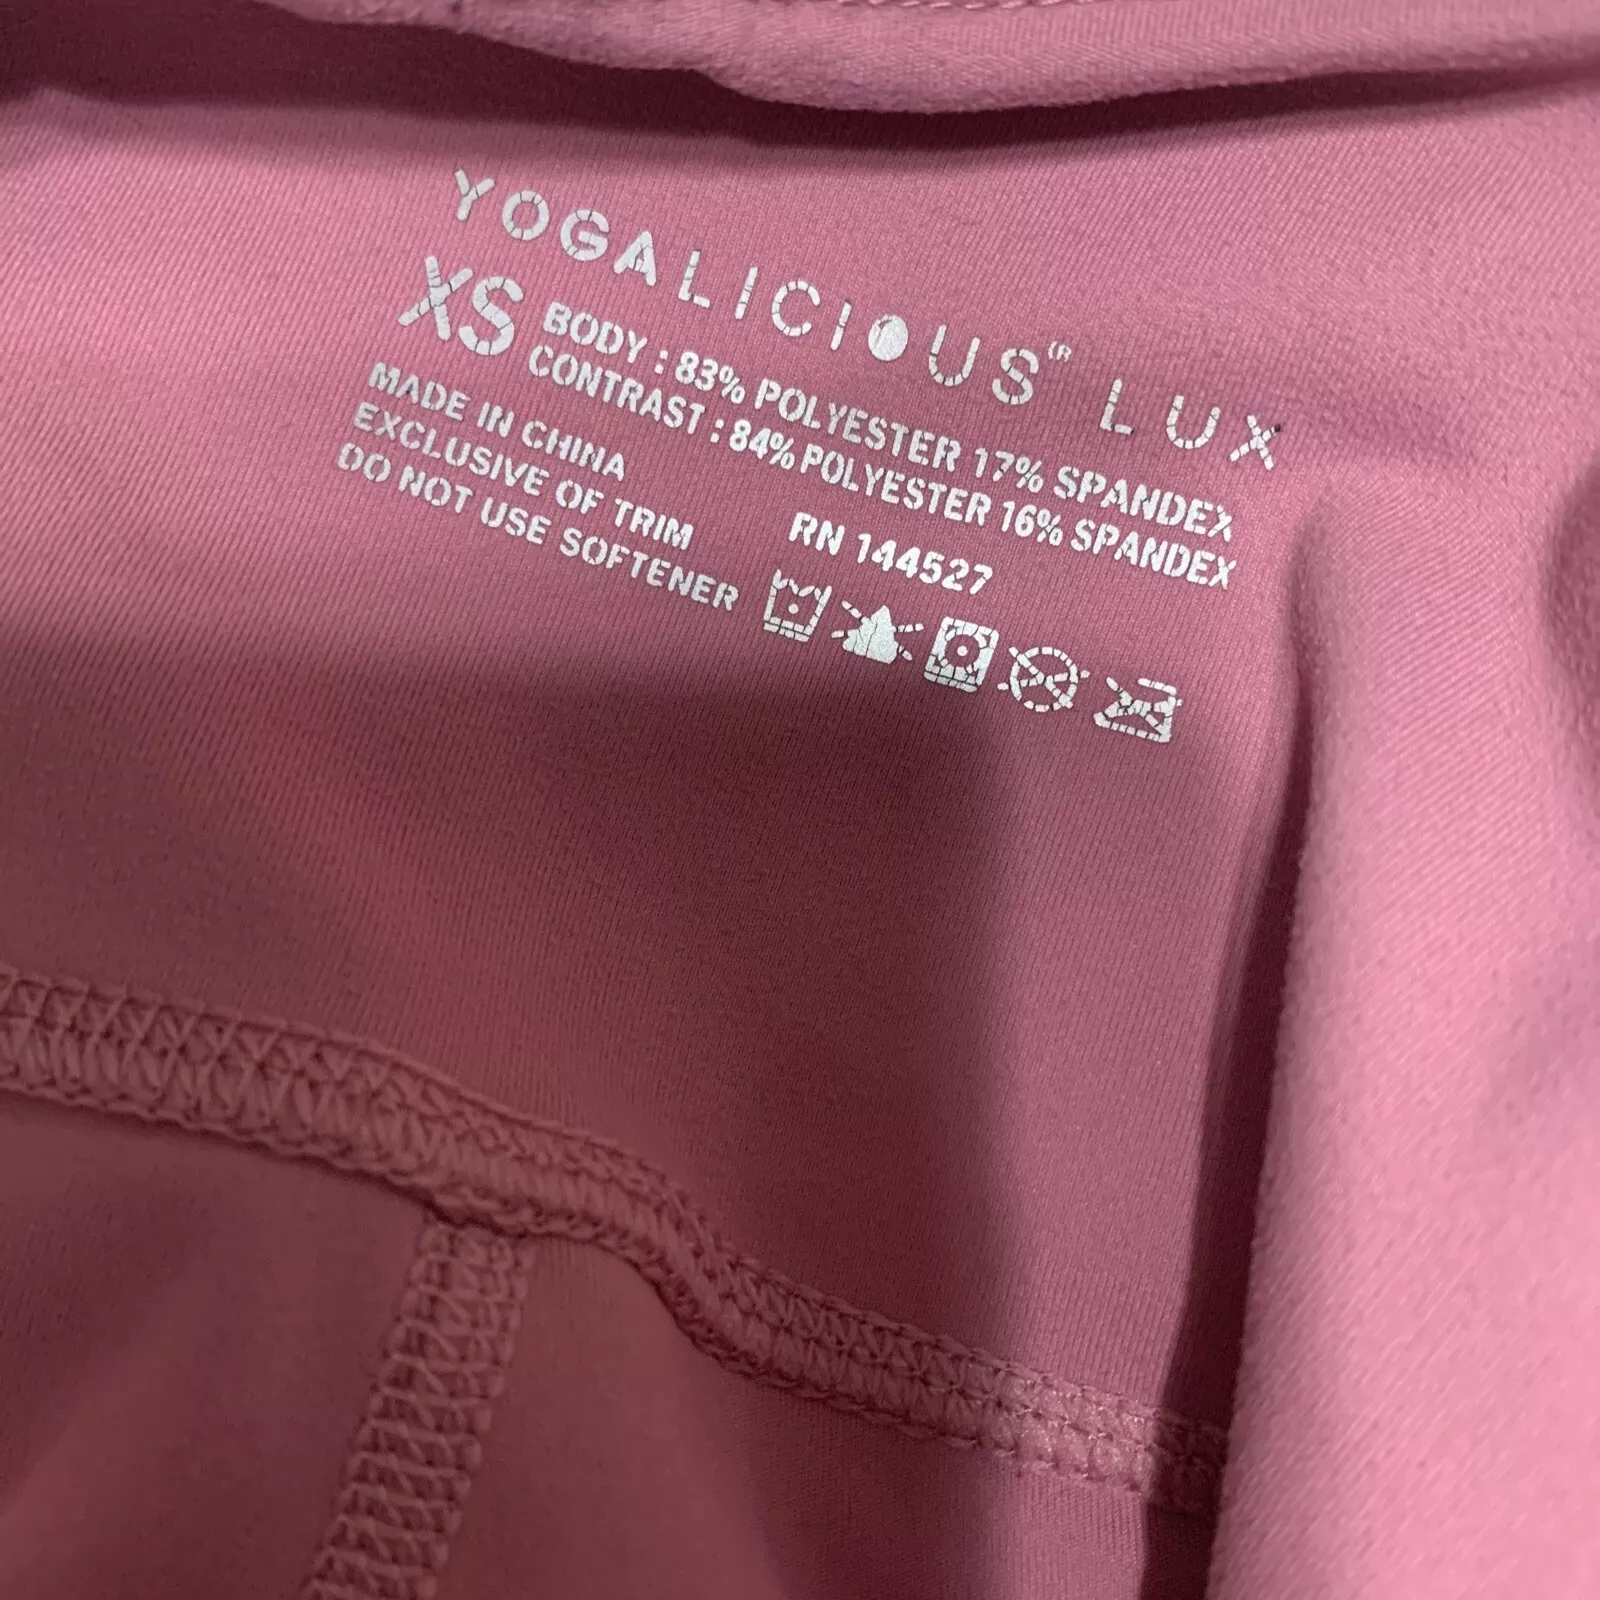 YOGALICIOUS® LUX
XS
BODY : 83% POLYESTER 17% SPANDEX
CONTRAST : 84% POLYESTER 16% SPANDEX
MADE IN CHINA
EXCLUSIVE OF TRIM
RN 144527
DO NOT USE SOFTENER